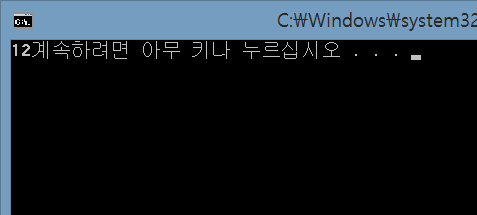 C:₩Windows₩system32
12계속하려면 아무 키나 누르십시오 . . .